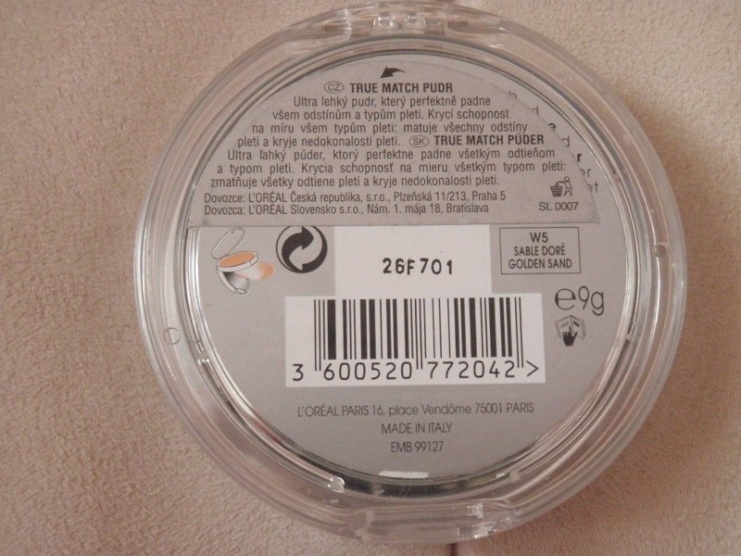 CZ TRUE MATCH PUDR
Ultra lehký pudr, který perfektně padne
všem odstínům a typům pleti. Krycí schopnost
na míru všem typům pleti: matuje všechny odstíny
pleti a kryje nedokonalosti pleti. SK TRUE MATCH PÚDER
Ultra ľahký púder, ktorý perfektne padne všetkým odtieňom
a typom pleti. Krycia schopnosť na mieru všetkým typom pleti:
zmatňuje všetky odtiene pleti a kryje nedokonalosti pleti.
Dovozce: L'ORÉAL Česká republika, s.r.o., Plzeňská 11/213, Praha 5
Dovozca: L'ORÉAL Slovensko s.r.o., Nám. 1. mája 18, Bratislava
SL 0007
W5
SABLE DORÉ
GOLDEN SAND
26F701
℮9g
3 600520 772042 >
L'ORÉAL PARIS 16, place Vendôme 75001 PARIS
MADE IN ITALY
EMB 99127